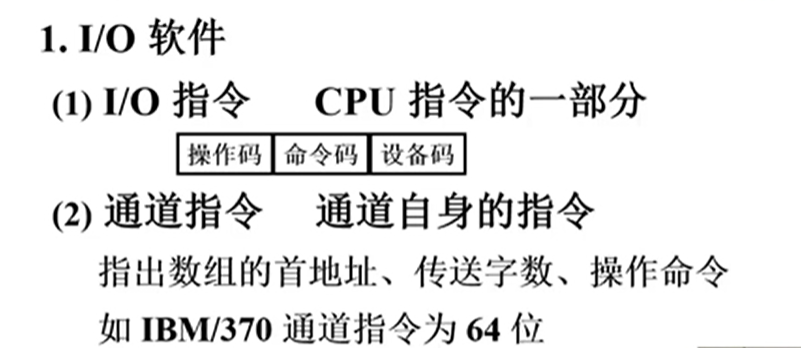 1. I/O 软件
(1) I/O 指令 CPU 指令的一部分
操作码 命令码 设备码
(2) 通道指令 通道自身的指令
指出数组的首地址、传送字数、操作命令
如 IBM/370 通道指令为 64 位